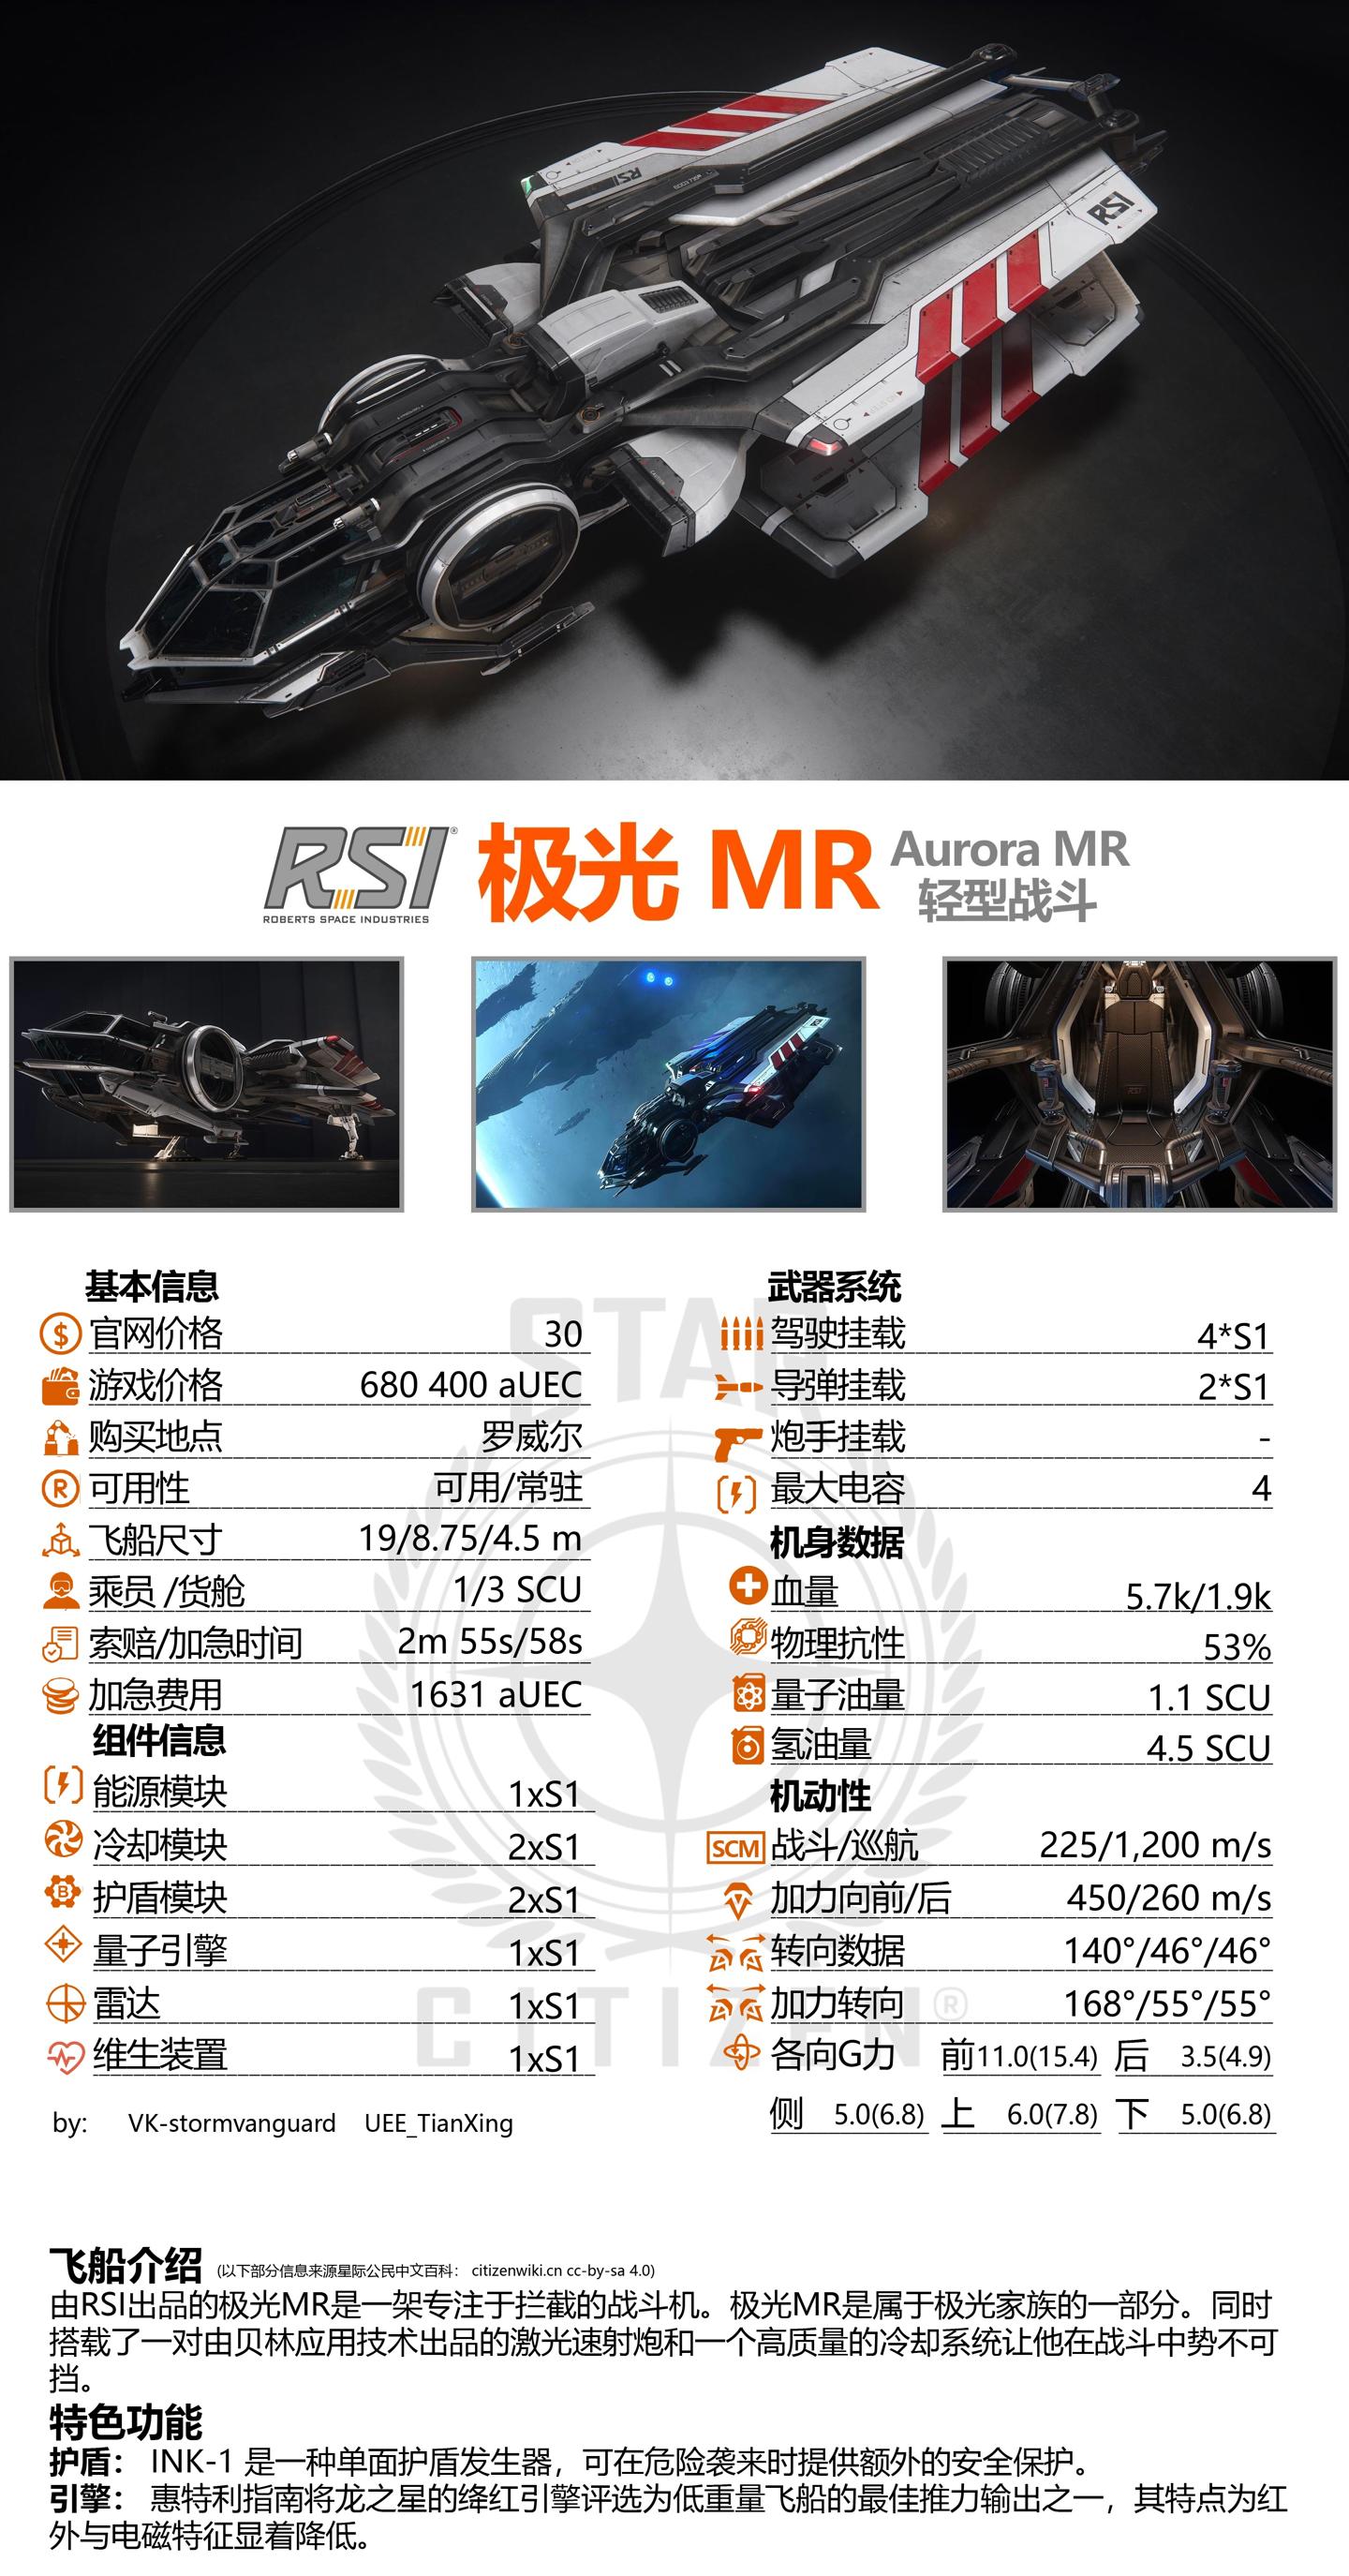 RSI
RSI
RSI®
ROBERTS SPACE INDUSTRIES
极光 MR
Aurora MR
轻型战斗
STAR
CITIZEN®
基本信息
官网价格 30
游戏价格 680 400 aUEC
购买地点 罗威尔
可用性 可用/常驻
飞船尺寸 19/8.75/4.5 m
乘员 /货舱 1/3 SCU
索赔/加急时间 2m 55s/58s
加急费用 1631 aUEC
组件信息
能源模块 1xS1
冷却模块 2xS1
护盾模块 2xS1
量子引擎 1xS1
雷达 1xS1
维生装置 1xS1
by: VK-stormvanguard UEE_TianXing
武器系统
驾驶挂载 4*S1
导弹挂载 2*S1
炮手挂载 -
最大电容 4
机身数据
血量 5.7k/1.9k
物理抗性 53%
量子油量 1.1 SCU
氢油量 4.5 SCU
机动性
SCM 战斗/巡航 225/1,200 m/s
加力向前/后 450/260 m/s
转向数据 140°/46°/46°
加力转向 168°/55°/55°
各向G力 前11.0(15.4) 后 3.5(4.9)
侧 5.0(6.8) 上 6.0(7.8) 下 5.0(6.8)
飞船介绍 (以下部分信息来源星际公民中文百科： citizenwiki.cn cc-by-sa 4.0)
由RSI出品的极光MR是一架专注于拦截的战斗机。极光MR是属于极光家族的一部分。同时
搭载了一对由贝林应用技术出品的激光速射炮和一个高质量的冷却系统让他在战斗中势不可
挡。
特色功能
护盾： INK-1 是一种单面护盾发生器，可在危险袭来时提供额外的安全保护。
引擎： 惠特利指南将龙之星的绛红引擎评选为低重量飞船的最佳推力输出之一，其特点为红
外与电磁特征显着降低。